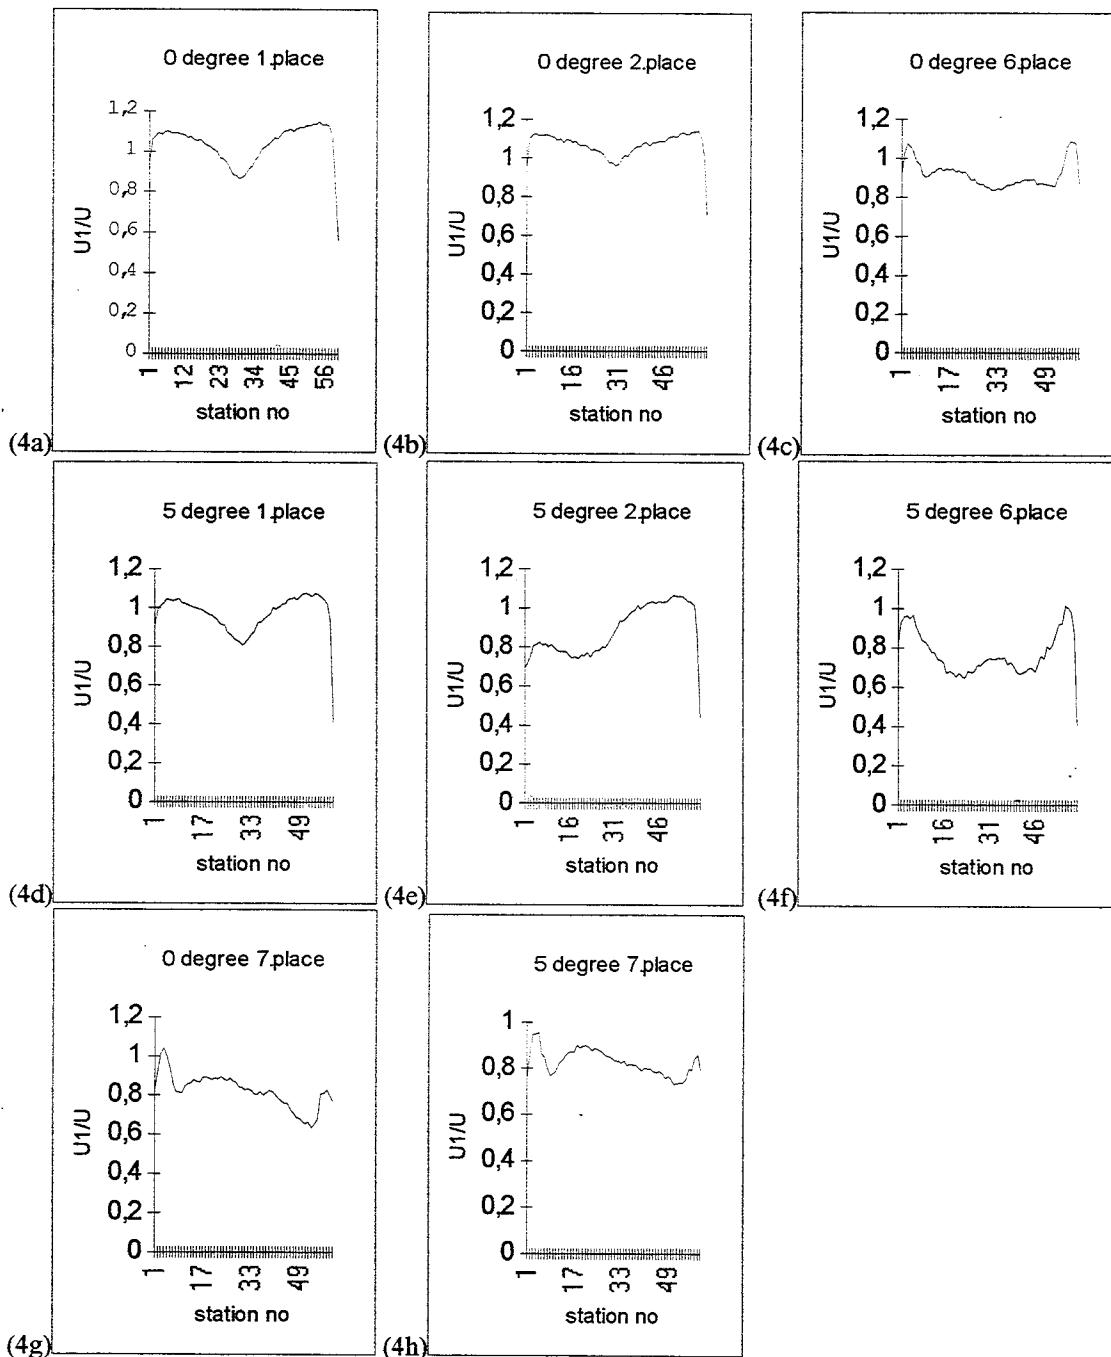 0 degree 1.place
1,2
1
0,8
0,6
0,4
0,2
0
U1/U
1 12 23 34 45 56
station no
(4a)
0 degree 2.place
1,2
1
0,8
0,6
0,4
0,2
0
U1/U
1 16 31 46
station no
(4b)
0 degree 6.place
1,2
1
0,8
0,6
0,4
0,2
0
U1/U
1 17 33 49
station no
(4c)
5 degree 1.place
1,2
1
0,8
0,6
0,4
0,2
0
U1/U
1 17 33 49
station no
(4d)
5 degree 2.place
1,2
1
0,8
0,6
0,4
0,2
0
U1/U
1 16 31 46
station no
(4e)
5 degree 6.place
1,2
1
0,8
0,6
0,4
0,2
0
U1/U
1 16 31 46
station no
(4f)
0 degree 7.place
1,2
1
0,8
0,6
0,4
0,2
0
U1/U
1 17 33 49
station no
(4g)
5 degree 7.place
1
0,8
0,6
0,4
0,2
0
U1/U
1 17 33 49
station no
(4h)